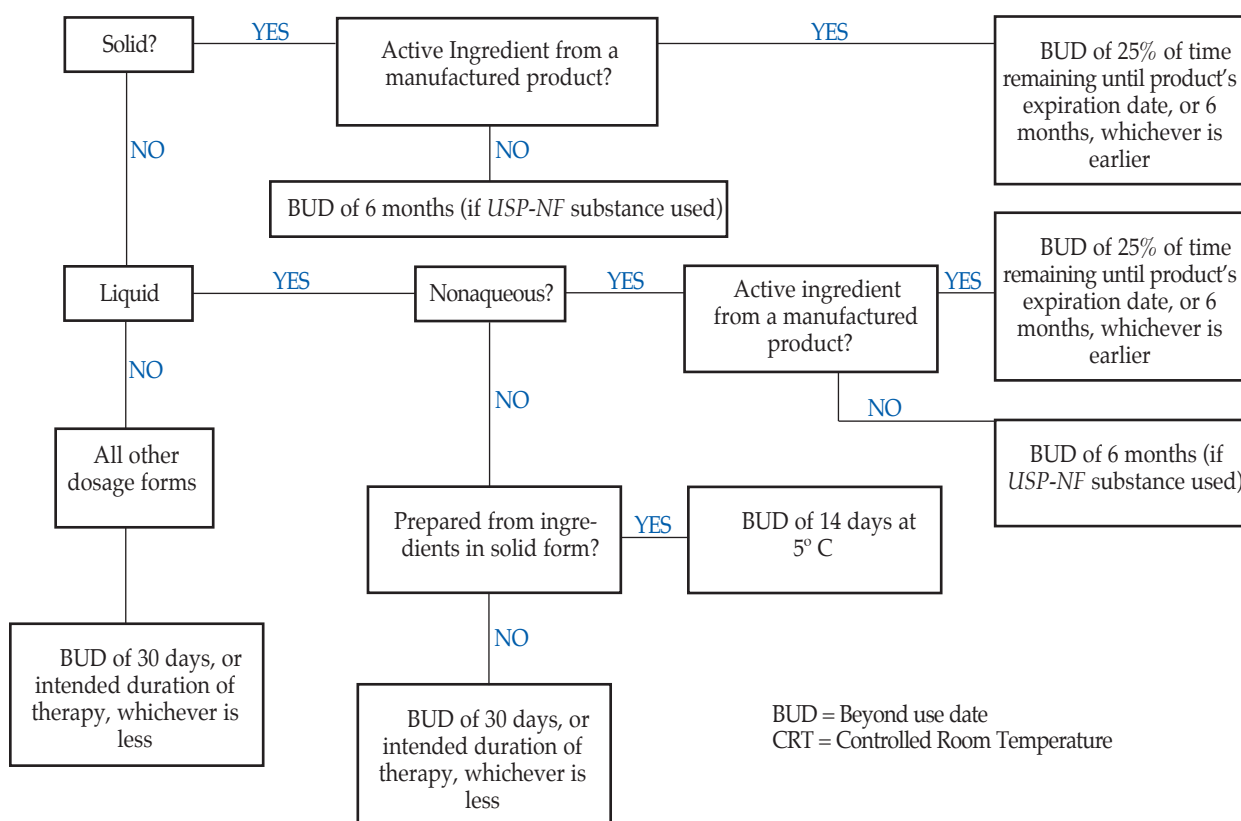 Solid?
YES
Active Ingredient from a
manufactured product?
YES
BUD of 25% of time
remaining until product's
expiration date, or 6
months, whichever is
earlier
NO
NO
BUD of 6 months (if USP-NF substance used)
Liquid
YES
Nonaqueous?
YES
Active ingredient
from a manufactured
product?
YES
BUD of 25% of time
remaining until product's
expiration date, or 6
months, whichever is
earlier
NO
NO
NO
BUD of 6 months (if
USP-NF substance used)
All other
dosage forms
Prepared from ingre-
dients in solid form?
YES
BUD of 14 days at
5º C
NO
BUD of 30 days, or
intended duration of
therapy, whichever is
less
BUD of 30 days, or
intended duration of
therapy, whichever is
less
BUD = Beyond use date
CRT = Controlled Room Temperature